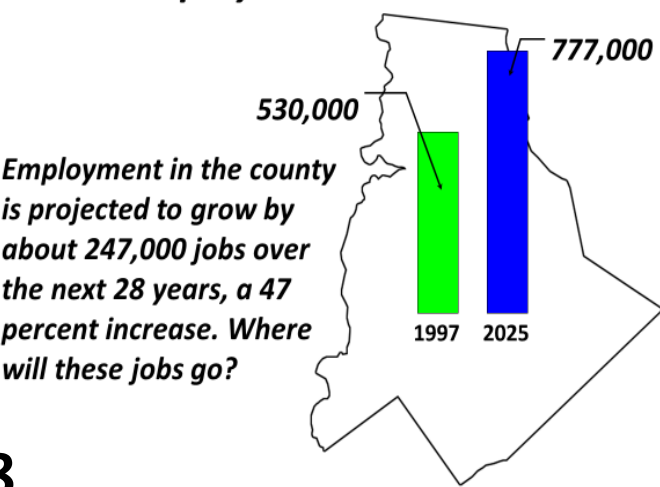 777,000
530,000
Employment in the county
is projected to grow by
about 247,000 jobs over
the next 28 years, a 47
percent increase. Where
will these jobs go?
1997 2025